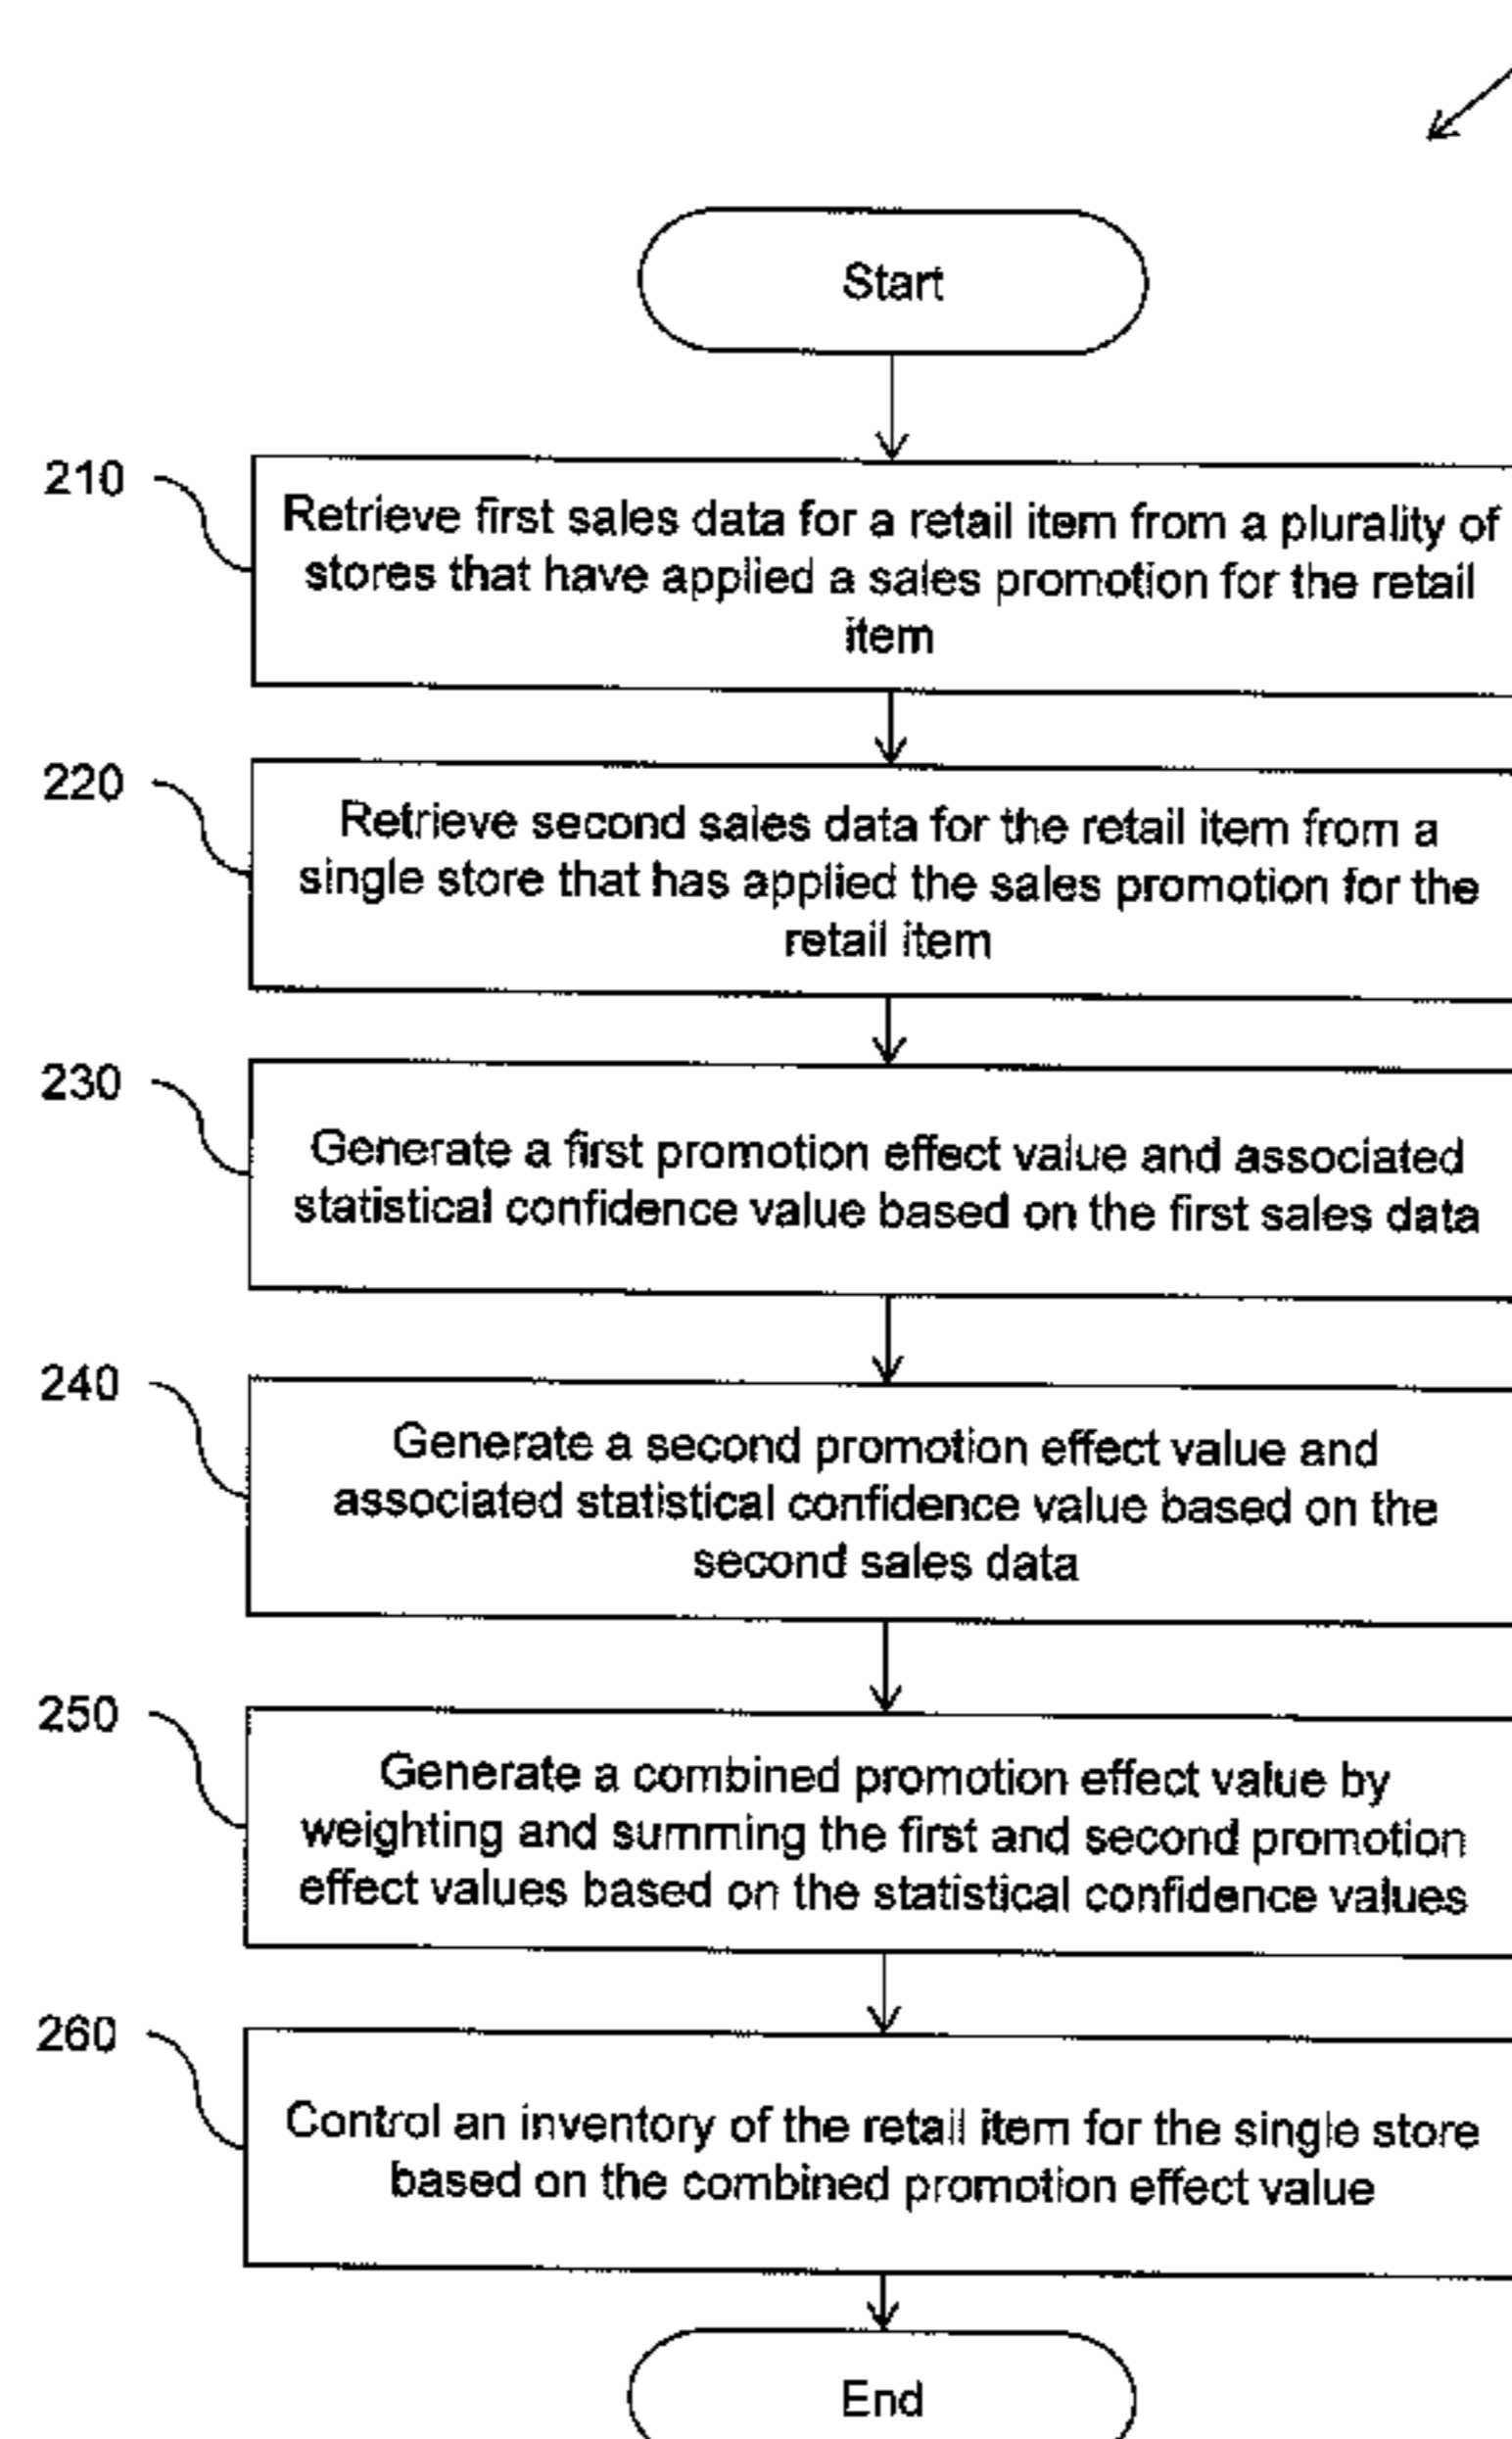 Start
210
Retrieve first sales data for a retail item from a plurality of
stores that have applied a sales promotion for the retail
item
220
Retrieve second sales data for the retail item from a
single store that has applied the sales promotion for the
retail item
230
Generate a first promotion effect value and associated
statistical confidence value based on the first sales data
240
Generate a second promotion effect value and
associated statistical confidence value based on the
second sales data
250
Generate a combined promotion effect value by
weighting and summing the first and second promotion
effect values based on the statistical confidence values
260
Control an inventory of the retail item for the single store
based on the combined promotion effect value
End